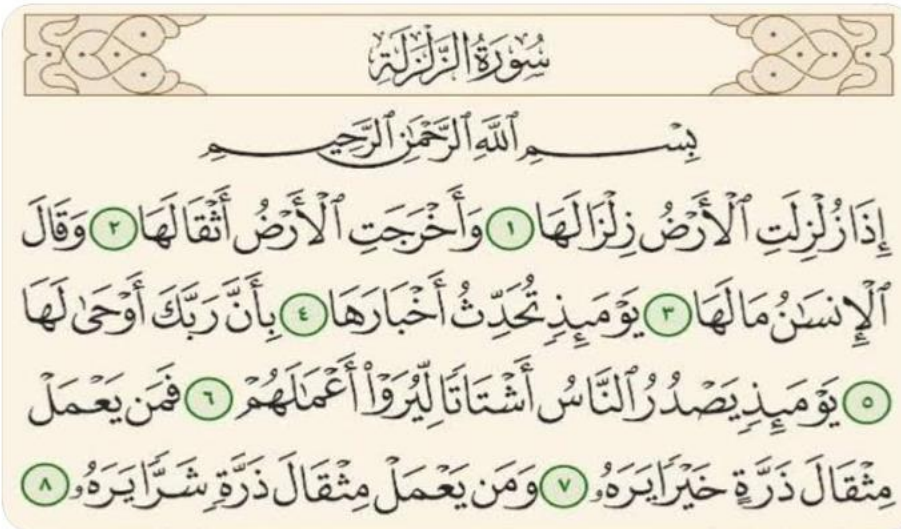 سُورَةُ الزَّلْزَلَةِ
بِسْمِ ٱللَّهِ ٱلرَّحْمَٰنِ ٱلرَّحِيمِ
إِذَا زُلْزِلَتِ ٱلْأَرْضُ زِلْزَالَهَا ١ وَأَخْرَجَتِ ٱلْأَرْضُ أَثْقَالَهَا ٢ وَقَالَ
ٱلْإِنسَٰنُ مَا لَهَا ٣ يَوْمَئِذٍ تُحَدِّثُ أَخْبَارَهَا ٤ بِأَنَّ رَبَّكَ أَوْحَىٰ لَهَا
٥ يَوْمَئِذٍ يَصْدُرُ ٱلنَّاسُ أَشْتَاتًا لِّيُرَوْا۟ أَعْمَٰلَهُمْ ٦ فَمَن يَعْمَلْ
مِثْقَالَ ذَرَّةٍ خَيْرًا يَرَهُۥ ٧ وَمَن يَعْمَلْ مِثْقَالَ ذَرَّةٍ شَرًّا يَرَهُۥ ٨